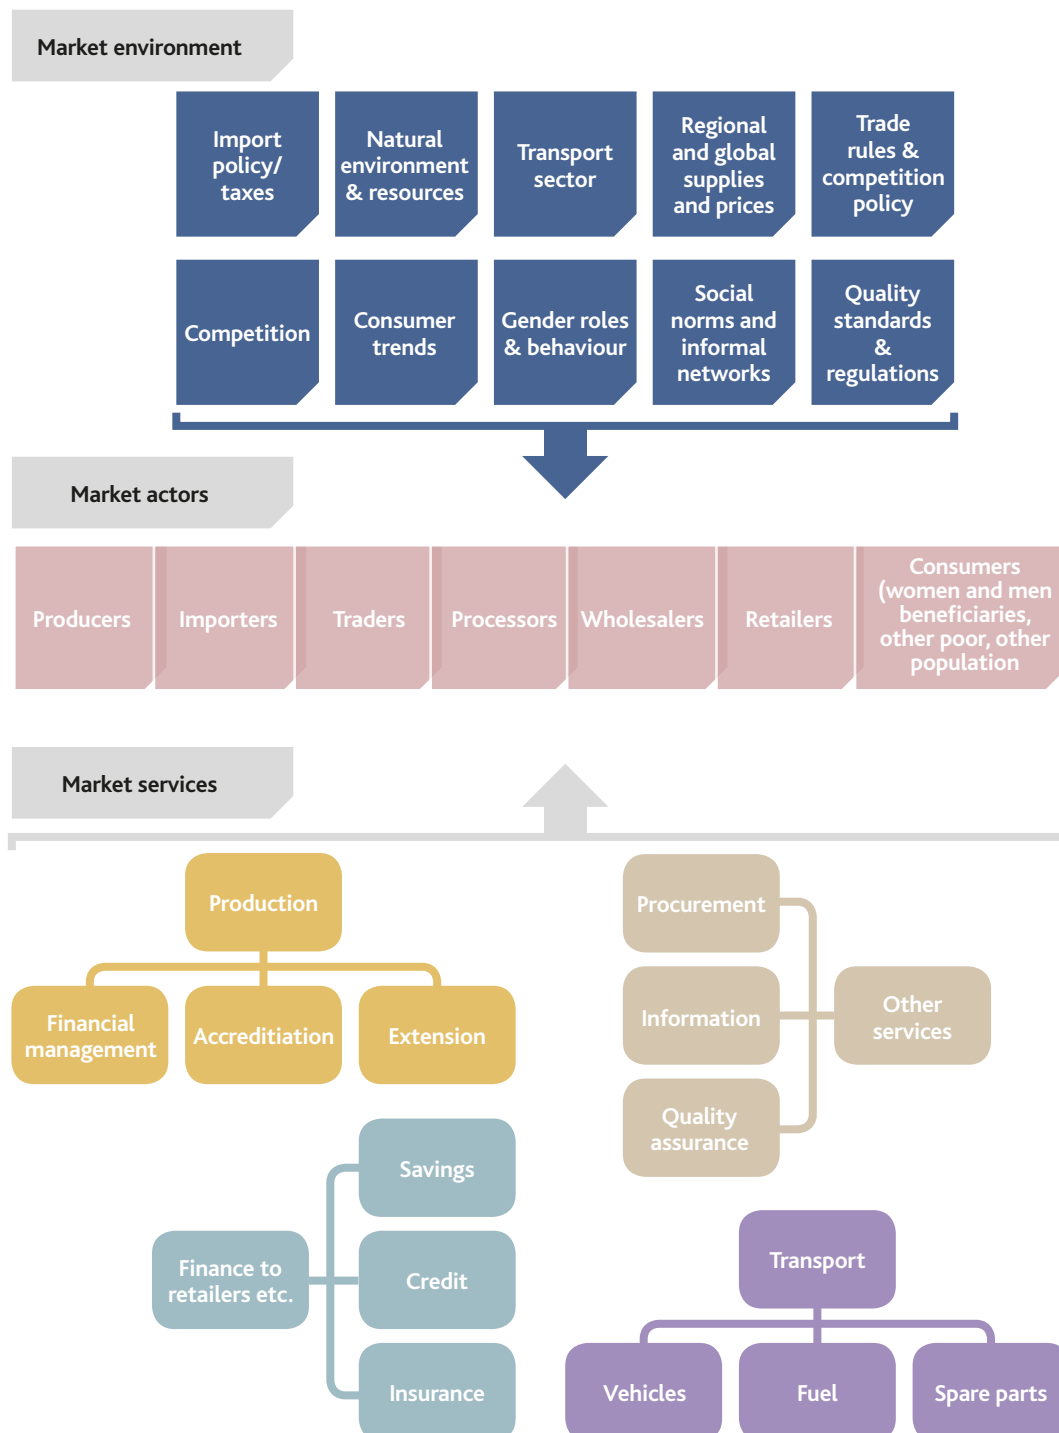 Market environment
Import
policy/
taxes
Natural
environment
& resources
Transport
sector
Regional
and global
supplies
and prices
Trade
rules &
competition
policy
Competition
Consumer
trends
Gender roles
& behaviour
Social
norms and
informal
networks
Quality
standards
&
regulations
Market actors
Producers
Importers
Traders
Processors
Wholesalers
Retailers
Consumers
(women and men
beneficiaries,
other poor, other
population
Market services
Production
Financial
management
Accreditiation
Extension
Procurement
Information
Quality
assurance
Other
services
Finance to
retailers etc.
Savings
Credit
Insurance
Transport
Vehicles
Fuel
Spare parts